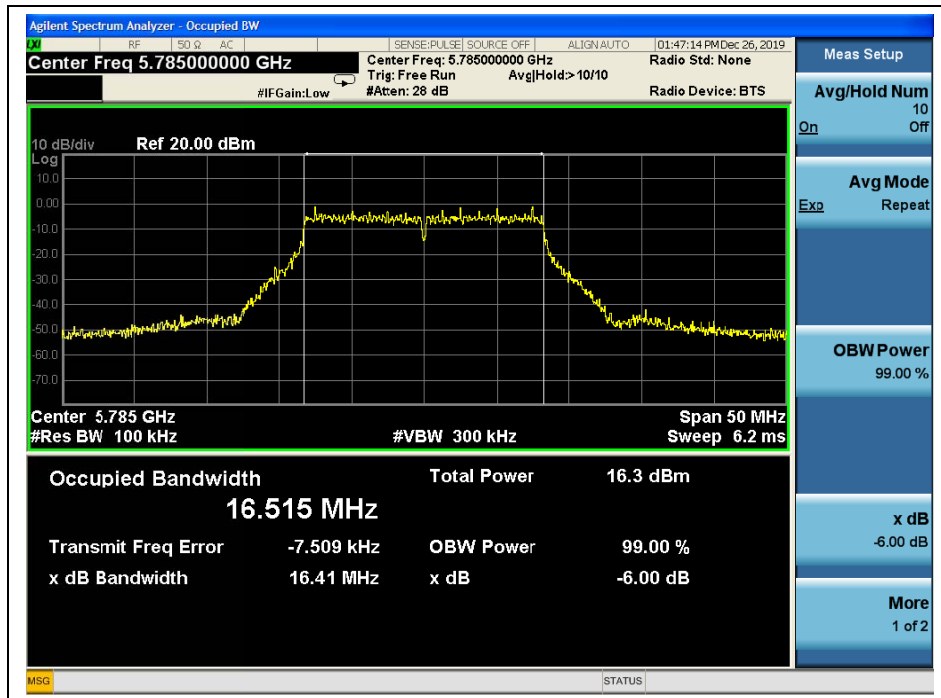 Agilent Spectrum Analyzer - Occupied BW
LXI RF 50 Ω AC SENSE:PULSE SOURCE OFF ALIGN AUTO 01:47:14 PM Dec 26, 2019
Center Freq 5.785000000 GHz
Center Freq: 5.785000000 GHz
Radio Std: None
Trig: Free Run Avg|Hold:>10/10
#IFGain:Low
#Atten: 28 dB
Radio Device: BTS
10 dB/div Ref 20.00 dBm
Log
10.0
0.00
-10.0
-20.0
-30.0
-40.0
-50.0
-60.0
-70.0
Center 5.785 GHz Span 50 MHz
#Res BW 100 kHz #VBW 300 kHz Sweep 6.2 ms
Occupied Bandwidth Total Power 16.3 dBm
16.515 MHz
Transmit Freq Error -7.509 kHz OBW Power 99.00 %
x dB Bandwidth 16.41 MHz x dB -6.00 dB
Meas Setup
Avg/Hold Num
10
On Off
Avg Mode
Exp Repeat
OBW Power
99.00 %
x dB
-6.00 dB
More
1 of 2
MSG STATUS